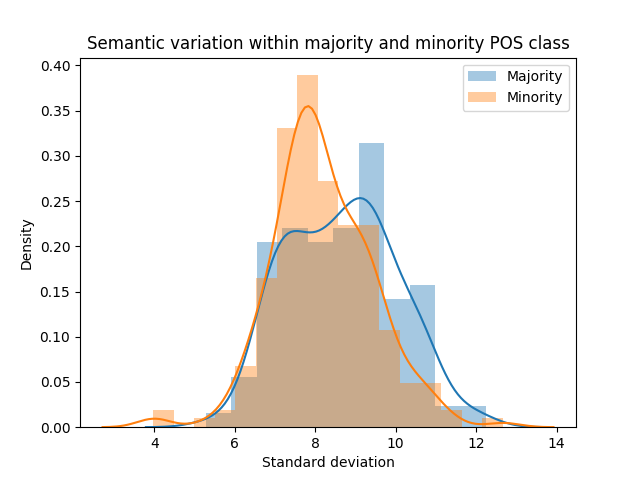 Semantic variation within majority and minority POS class
Majority
Minority
0.40
0.35
0.30
0.25
0.20
0.15
0.10
0.05
0.00
Density
4 6 8 10 12 14
Standard deviation